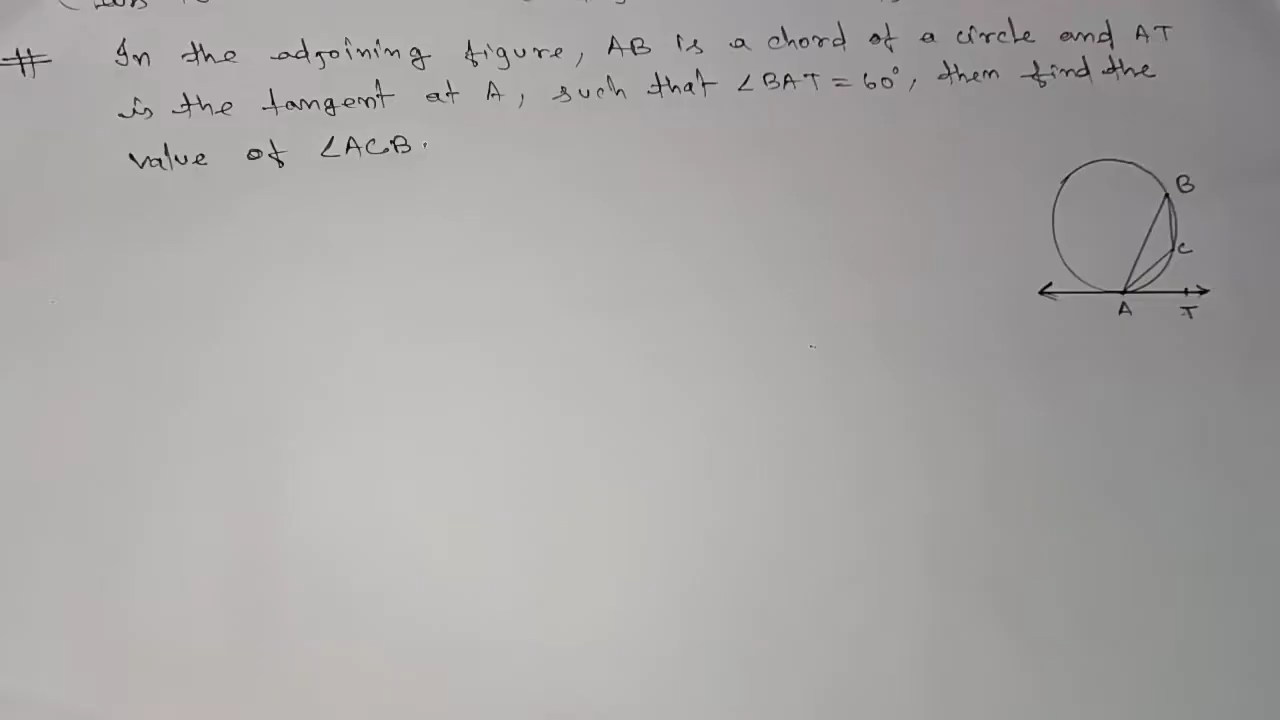 # In the adjoining figure, AB is a chord of a circle and AT
is the tangent at A, such that ∠BAT = 60°, then find the
value of ∠ACB.
B
C
A T